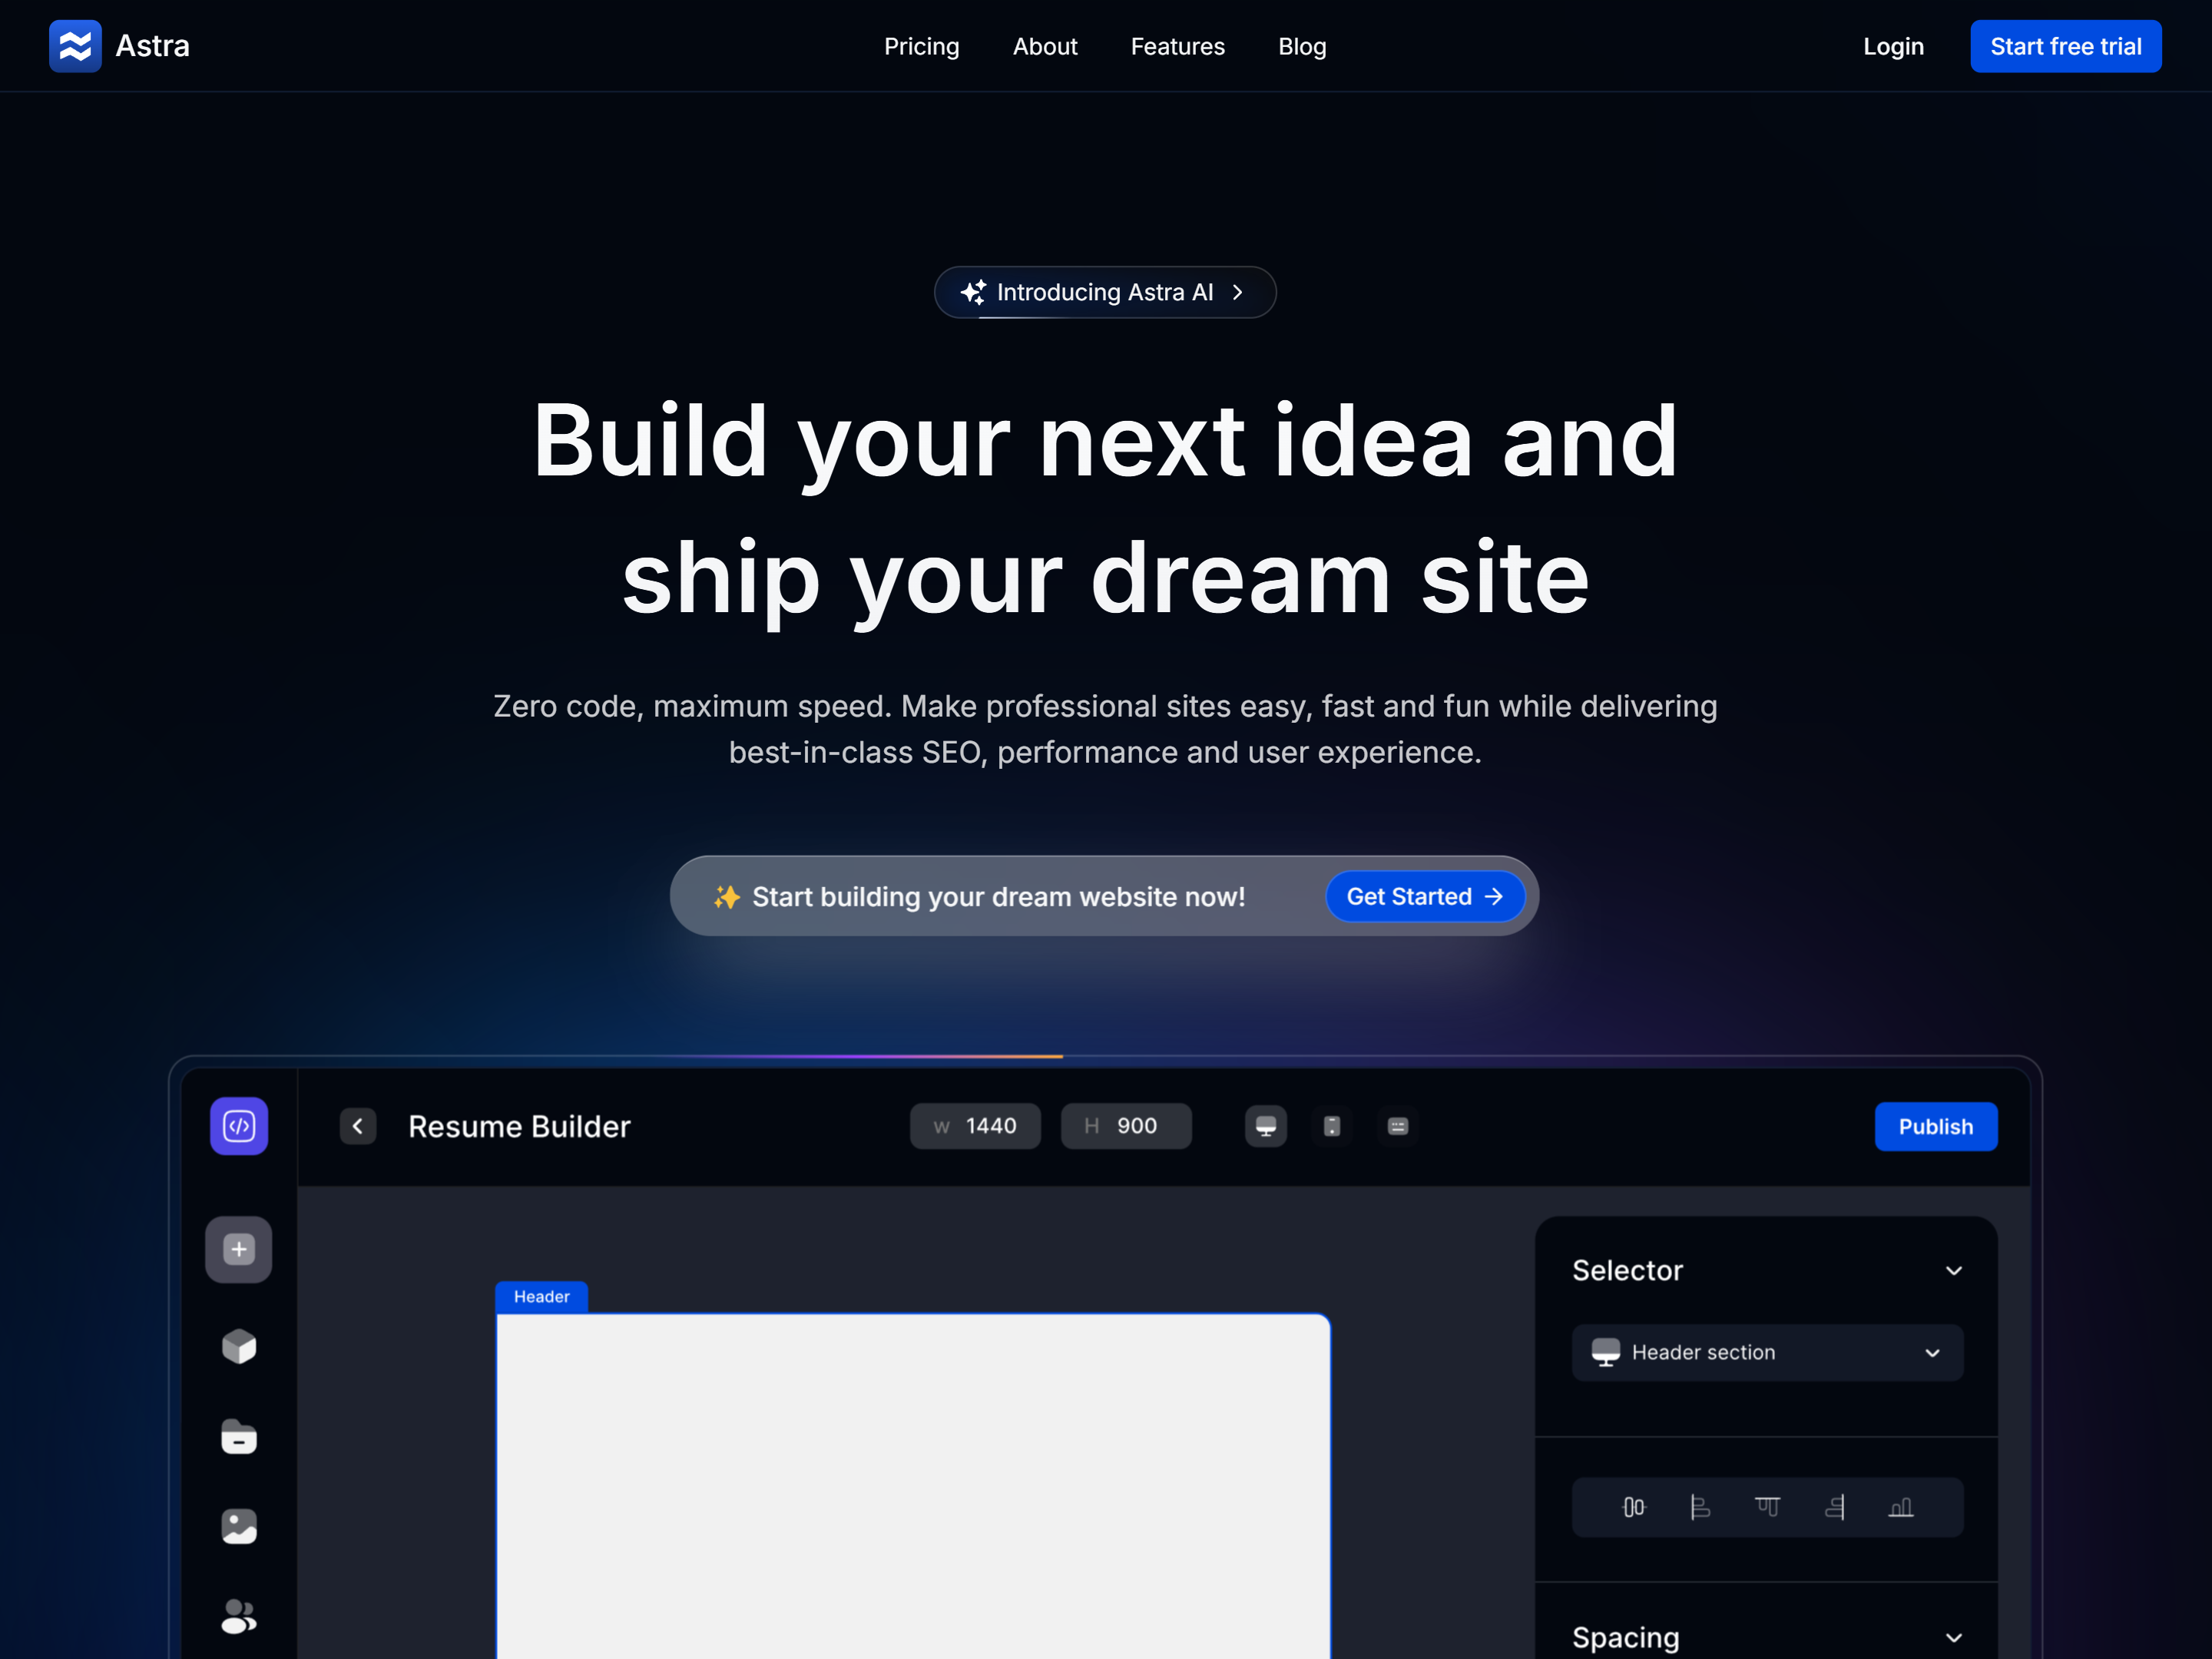 Astra
Pricing About Features Blog
Login
Start free trial
Introducing Astra AI
Build your next idea and
ship your dream site
Zero code, maximum speed. Make professional sites easy, fast and fun while delivering
best-in-class SEO, performance and user experience.
✨ Start building your dream website now!
Get Started →
Resume Builder
W 1440
H 900
Publish
Header
Selector
Header section
Spacing